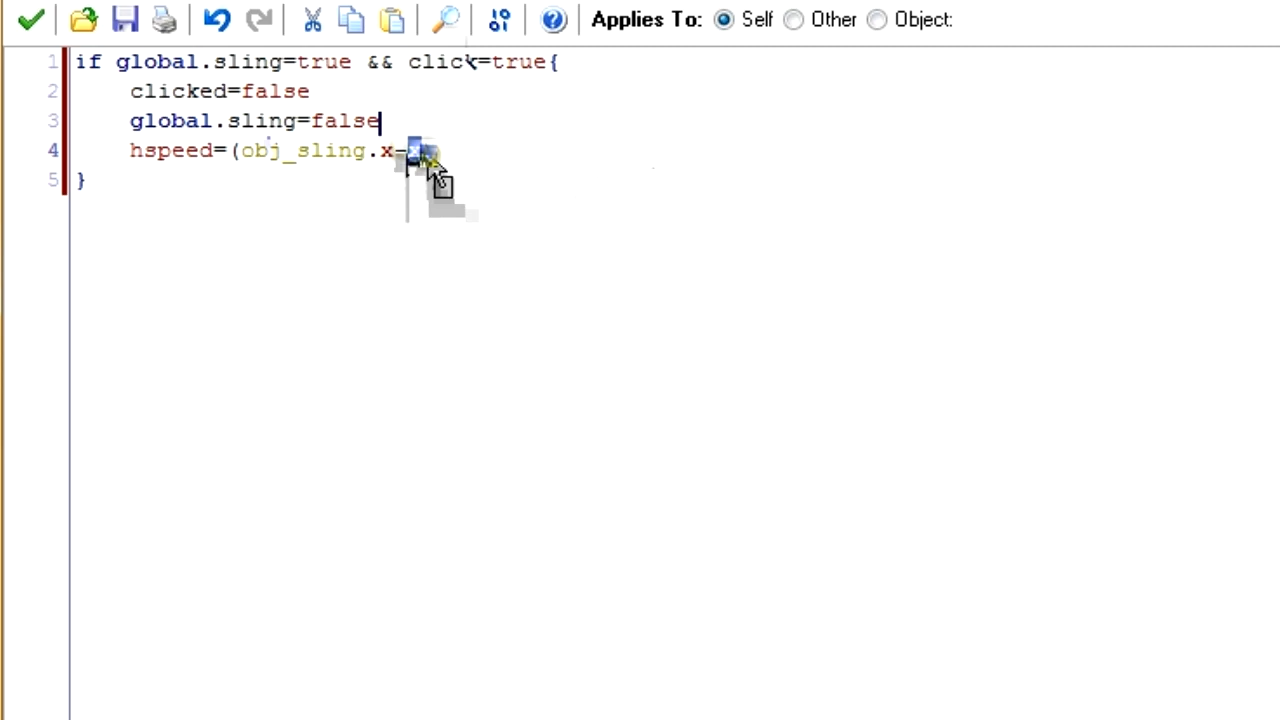 Applies To: Self Other Object:
1 if global.sling=true && click=true{
2 clicked=false
3 global.sling=false
4 hspeed=(obj_sling.x-x
5 }